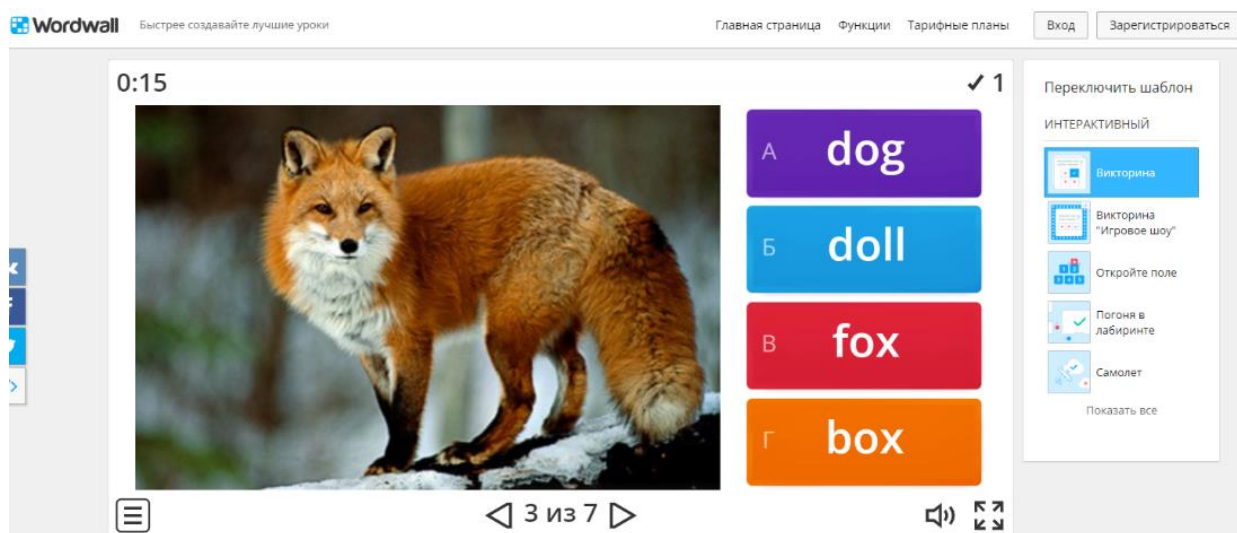 Wordwall
Быстрее создавайте лучшие уроки
Главная страница Функции Тарифные планы Вход Зарегистрироваться
0:15
✓ 1
А dog
Б doll
В fox
Г box
3 из 7
Переключить шаблон
ИНТЕРАКТИВНЫЙ
Викторина
Викторина
"Игровое шоу"
Откройте поле
Погоня в
лабиринте
Самолет
Показать все